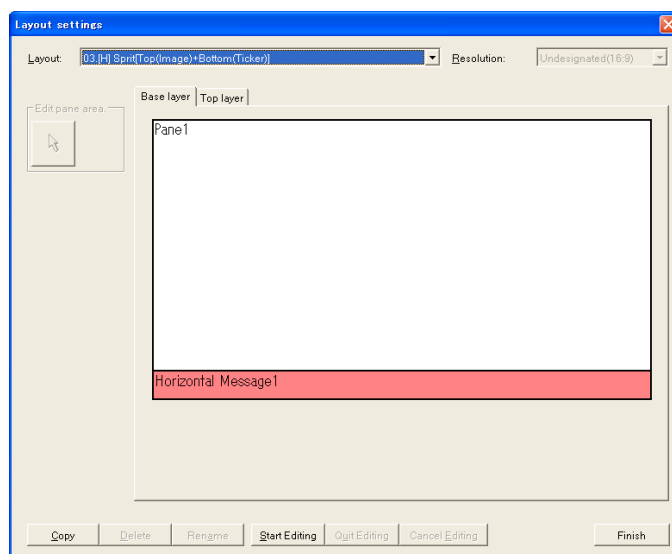 Layout settings
Layout: 03.[H] Sprit[Top(Image)+Bottom(Ticker)] Resolution: Undesignated(16:9)
Edit pane area.
Base layer Top layer
Pane1
Horizontal Message1
Copy Delete Rename Start Editing Quit Editing Cancel Editing Finish